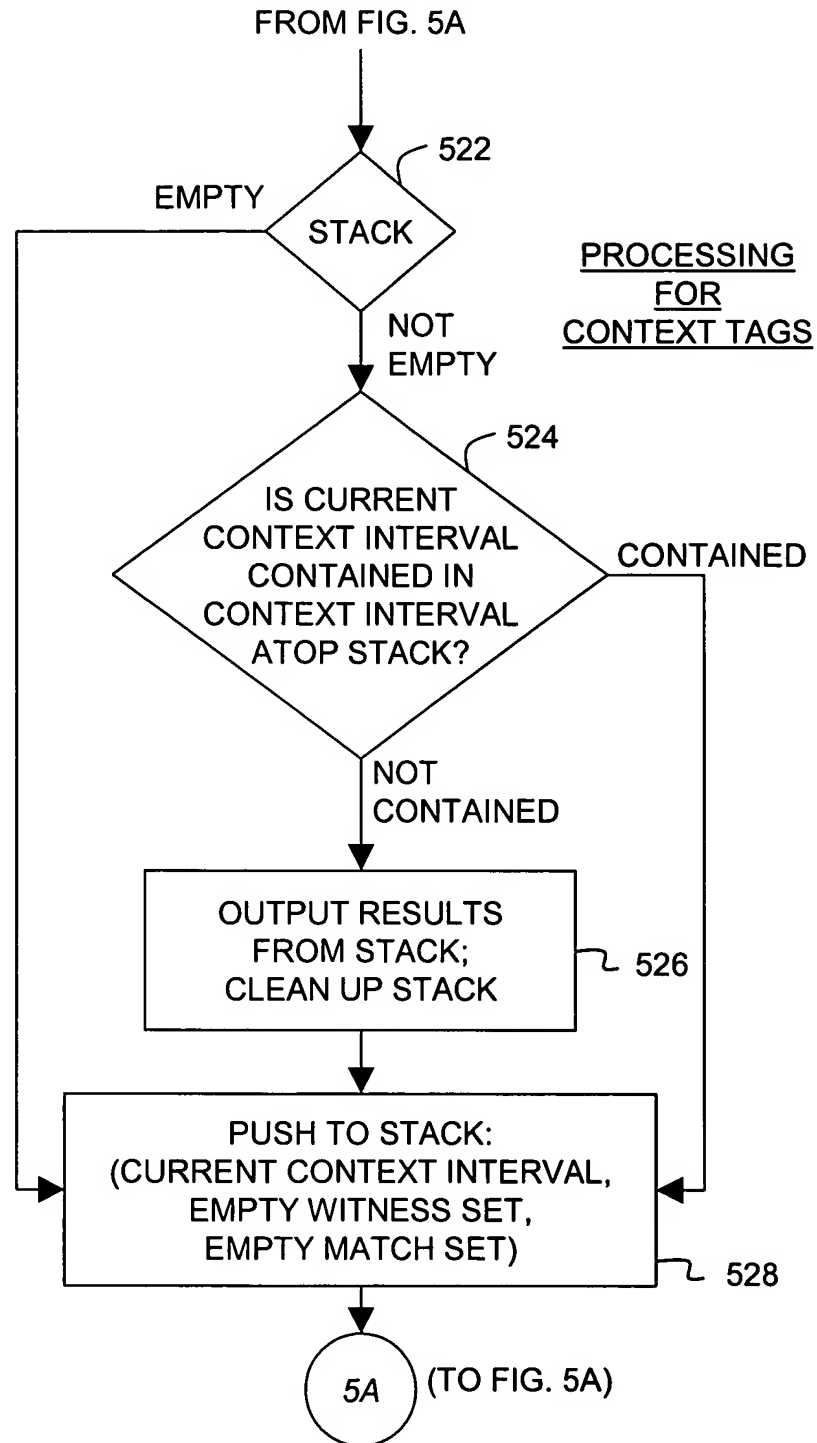 FROM FIG. 5A
522
EMPTY
STACK
PROCESSING
FOR
CONTEXT TAGS
NOT
EMPTY
524
IS CURRENT
CONTEXT INTERVAL
CONTAINED IN
CONTEXT INTERVAL
ATOP STACK?
CONTAINED
NOT
CONTAINED
OUTPUT RESULTS
FROM STACK;
CLEAN UP STACK
526
PUSH TO STACK:
(CURRENT CONTEXT INTERVAL,
EMPTY WITNESS SET,
EMPTY MATCH SET)
528
5A
(TO FIG. 5A)